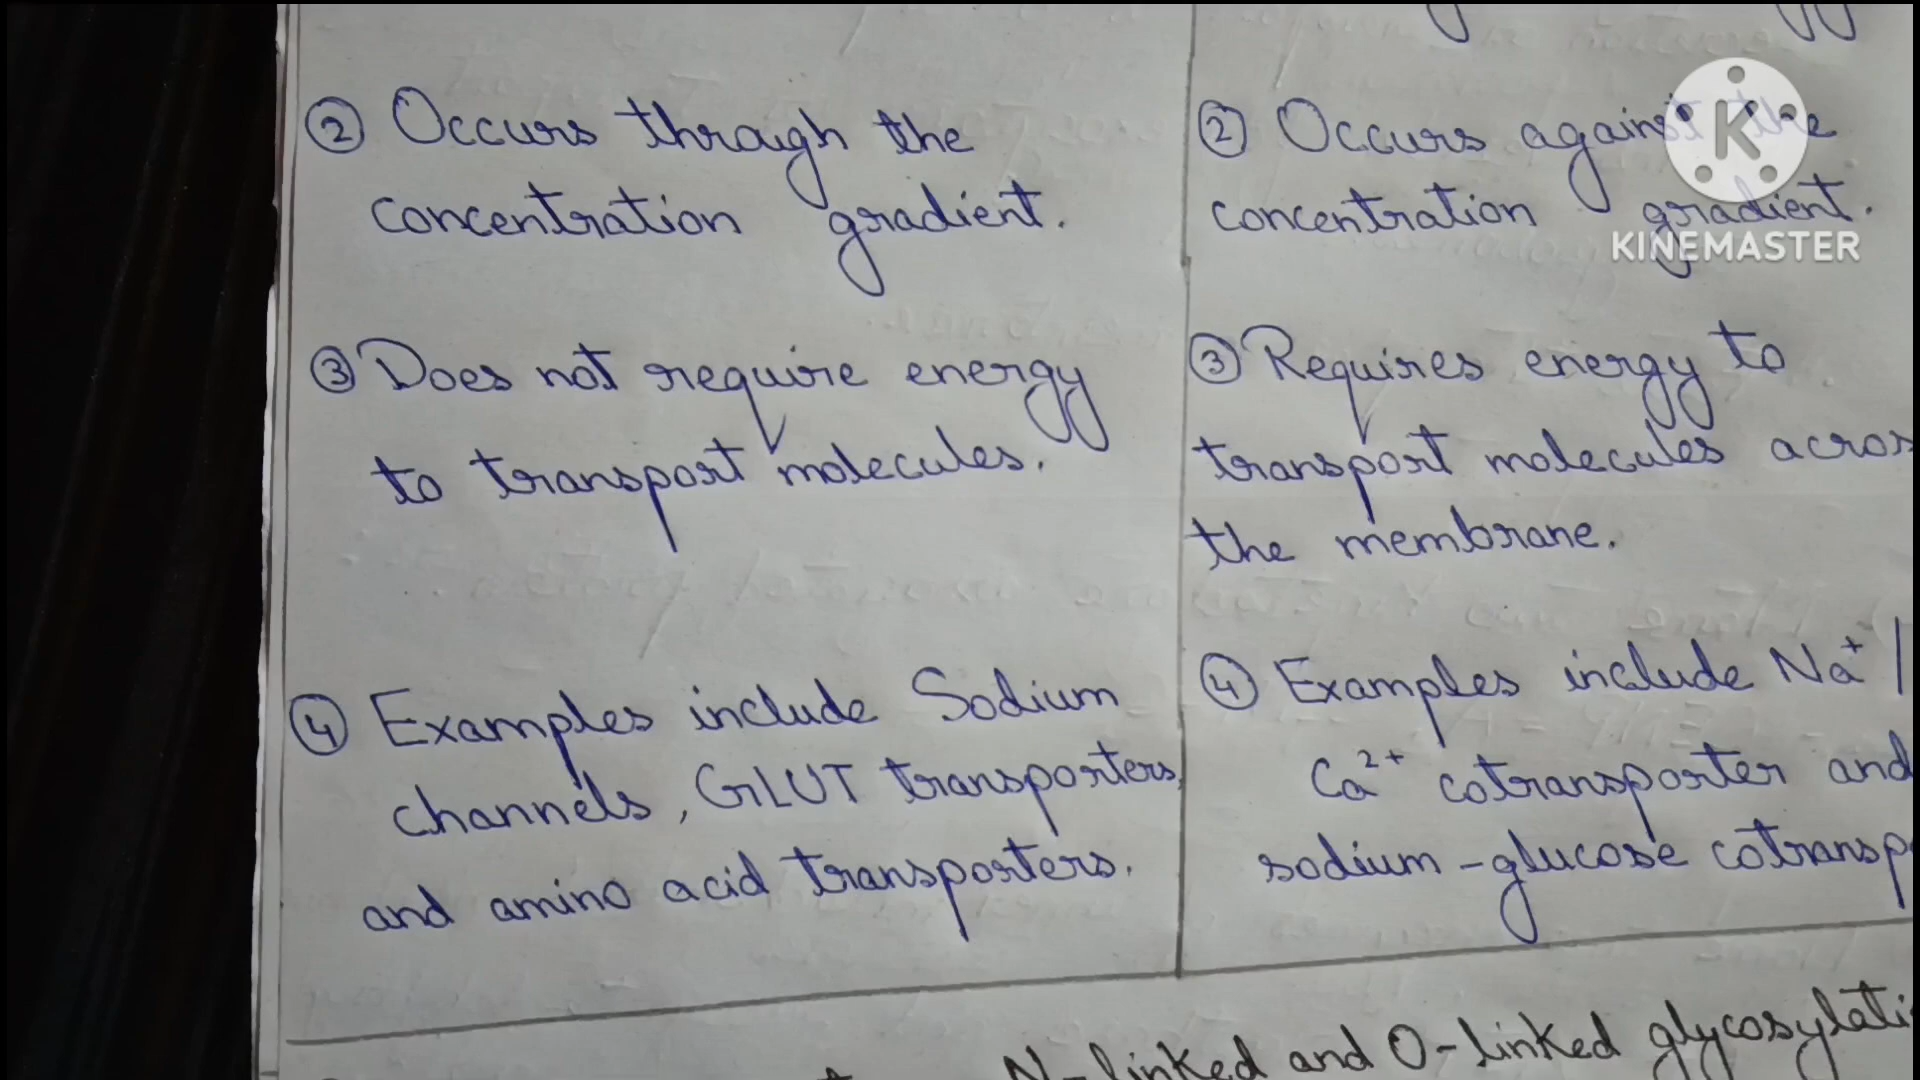 ② Occurs through the
concentration gradient.
③ Does not require energy
to transport molecules.
④ Examples include Sodium
channels, GLUT transporters,
and amino acid transporters.
② Occurs against the
concentration gradient.
③ Requires energy to
transport molecules acros
the membrane.
④ Examples include Na⁺/
Ca²⁺ cotransporter and
sodium-glucose cotransp
N-linked and O-linked glycosylati
K
KINEMASTER